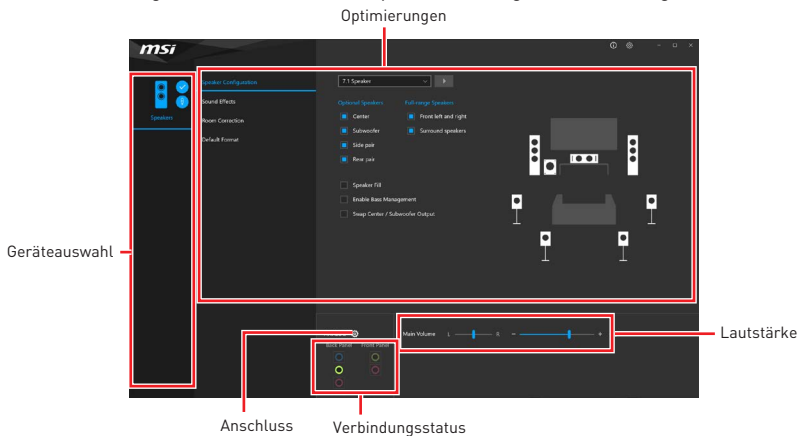 Optimierungen
msi
Speakers
Speaker Configuration
Sound Effects
Room Correction
Default Format
7.1 Speaker
Optional Speakers Full-range Speakers
Center Front left and right
Subwoofer Surround speakers
Side pair
Rear pair
Speaker Fill
Enable Bass Management
Swap Center / Subwoofer Output
Geräteauswahl
Main Volume L R - +
Lautstärke
Back Panel Front Panel
Anschluss
Verbindungsstatus